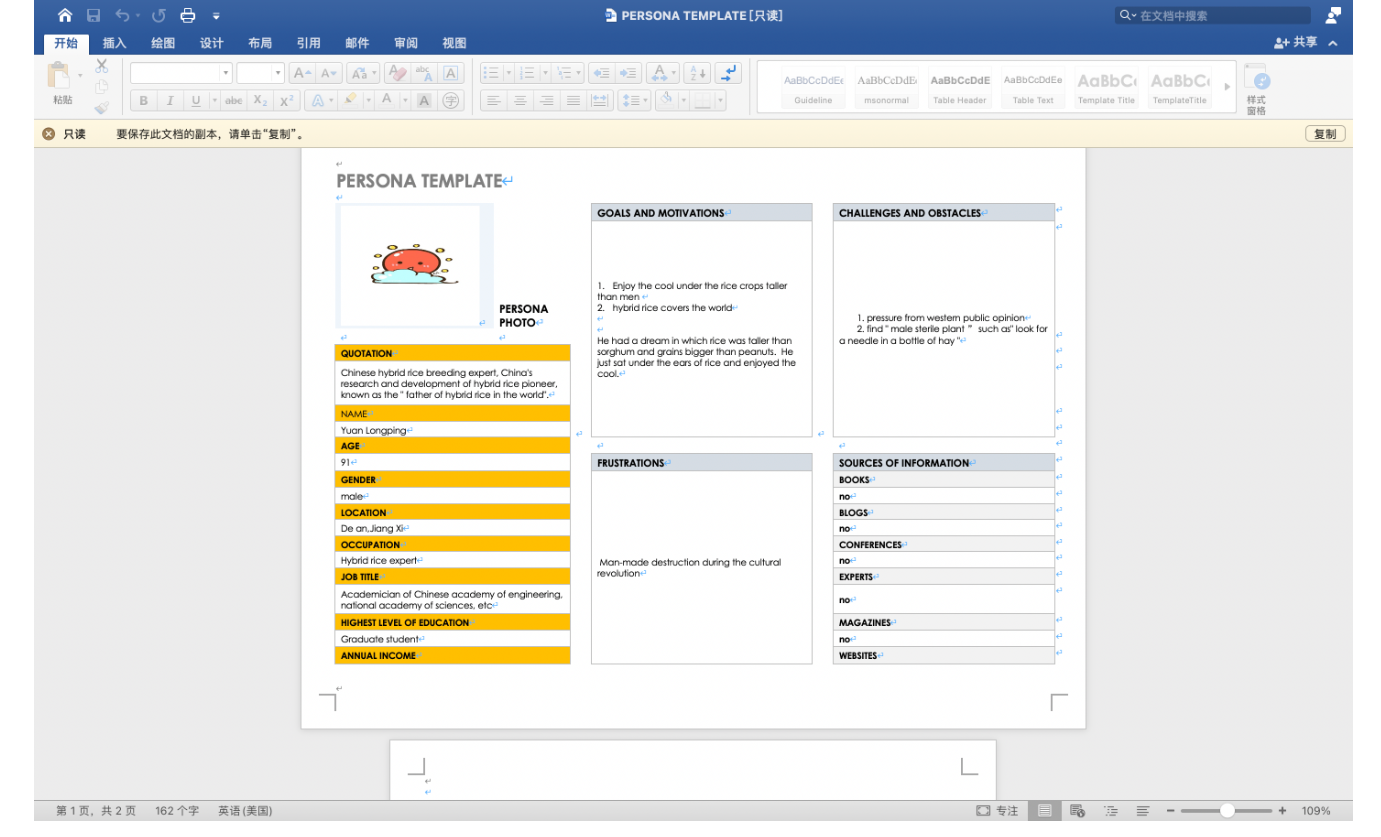 PERSONA TEMPLATE [只读]
在文档中搜索
开始 插入 绘图 设计 布局 引用 邮件 审阅 视图
共享
粘贴
B I U abc X₂ X²
AaBbCcDdEe AaBbCcDdE AaBbCcDdE AaBbCcDdEe AaBbCc AaBbCc
Guideline msonormal Table Header Table Text Template Title TemplateTitle
样式
窗格
只读 要保存此文档的副本，请单击“复制”。
复制
PERSONA TEMPLATE
PERSONA
PHOTO
QUOTATION
Chinese hybrid rice breeding expert, China's
research and development of hybrid rice pioneer,
known as the " father of hybrid rice in the world".
NAME
Yuan Longping
AGE
91
GENDER
male
LOCATION
De an,Jiang Xi
OCCUPATION
Hybrid rice expert
JOB TITLE
Academician of Chinese academy of engineering,
national academy of sciences, etc
HIGHEST LEVEL OF EDUCATION
Graduate student
ANNUAL INCOME
GOALS AND MOTIVATIONS
1. Enjoy the cool under the rice crops taller
than men
2. hybrid rice covers the world
He had a dream in which rice was taller than
sorghum and grains bigger than peanuts. He
just sat under the ears of rice and enjoyed the
cool.
FRUSTRATIONS
Man-made destruction during the cultural
revolution
CHALLENGES AND OBSTACLES
1. pressure from western public opinion
2. find " male sterile plant ” such as" look for
a needle in a bottle of hay "
SOURCES OF INFORMATION
BOOKS
no
BLOGS
no
CONFERENCES
no
EXPERTS
no
MAGAZINES
no
WEBSITES
第 1 页，共 2 页 162 个字 英语 (美国)
专注
109%